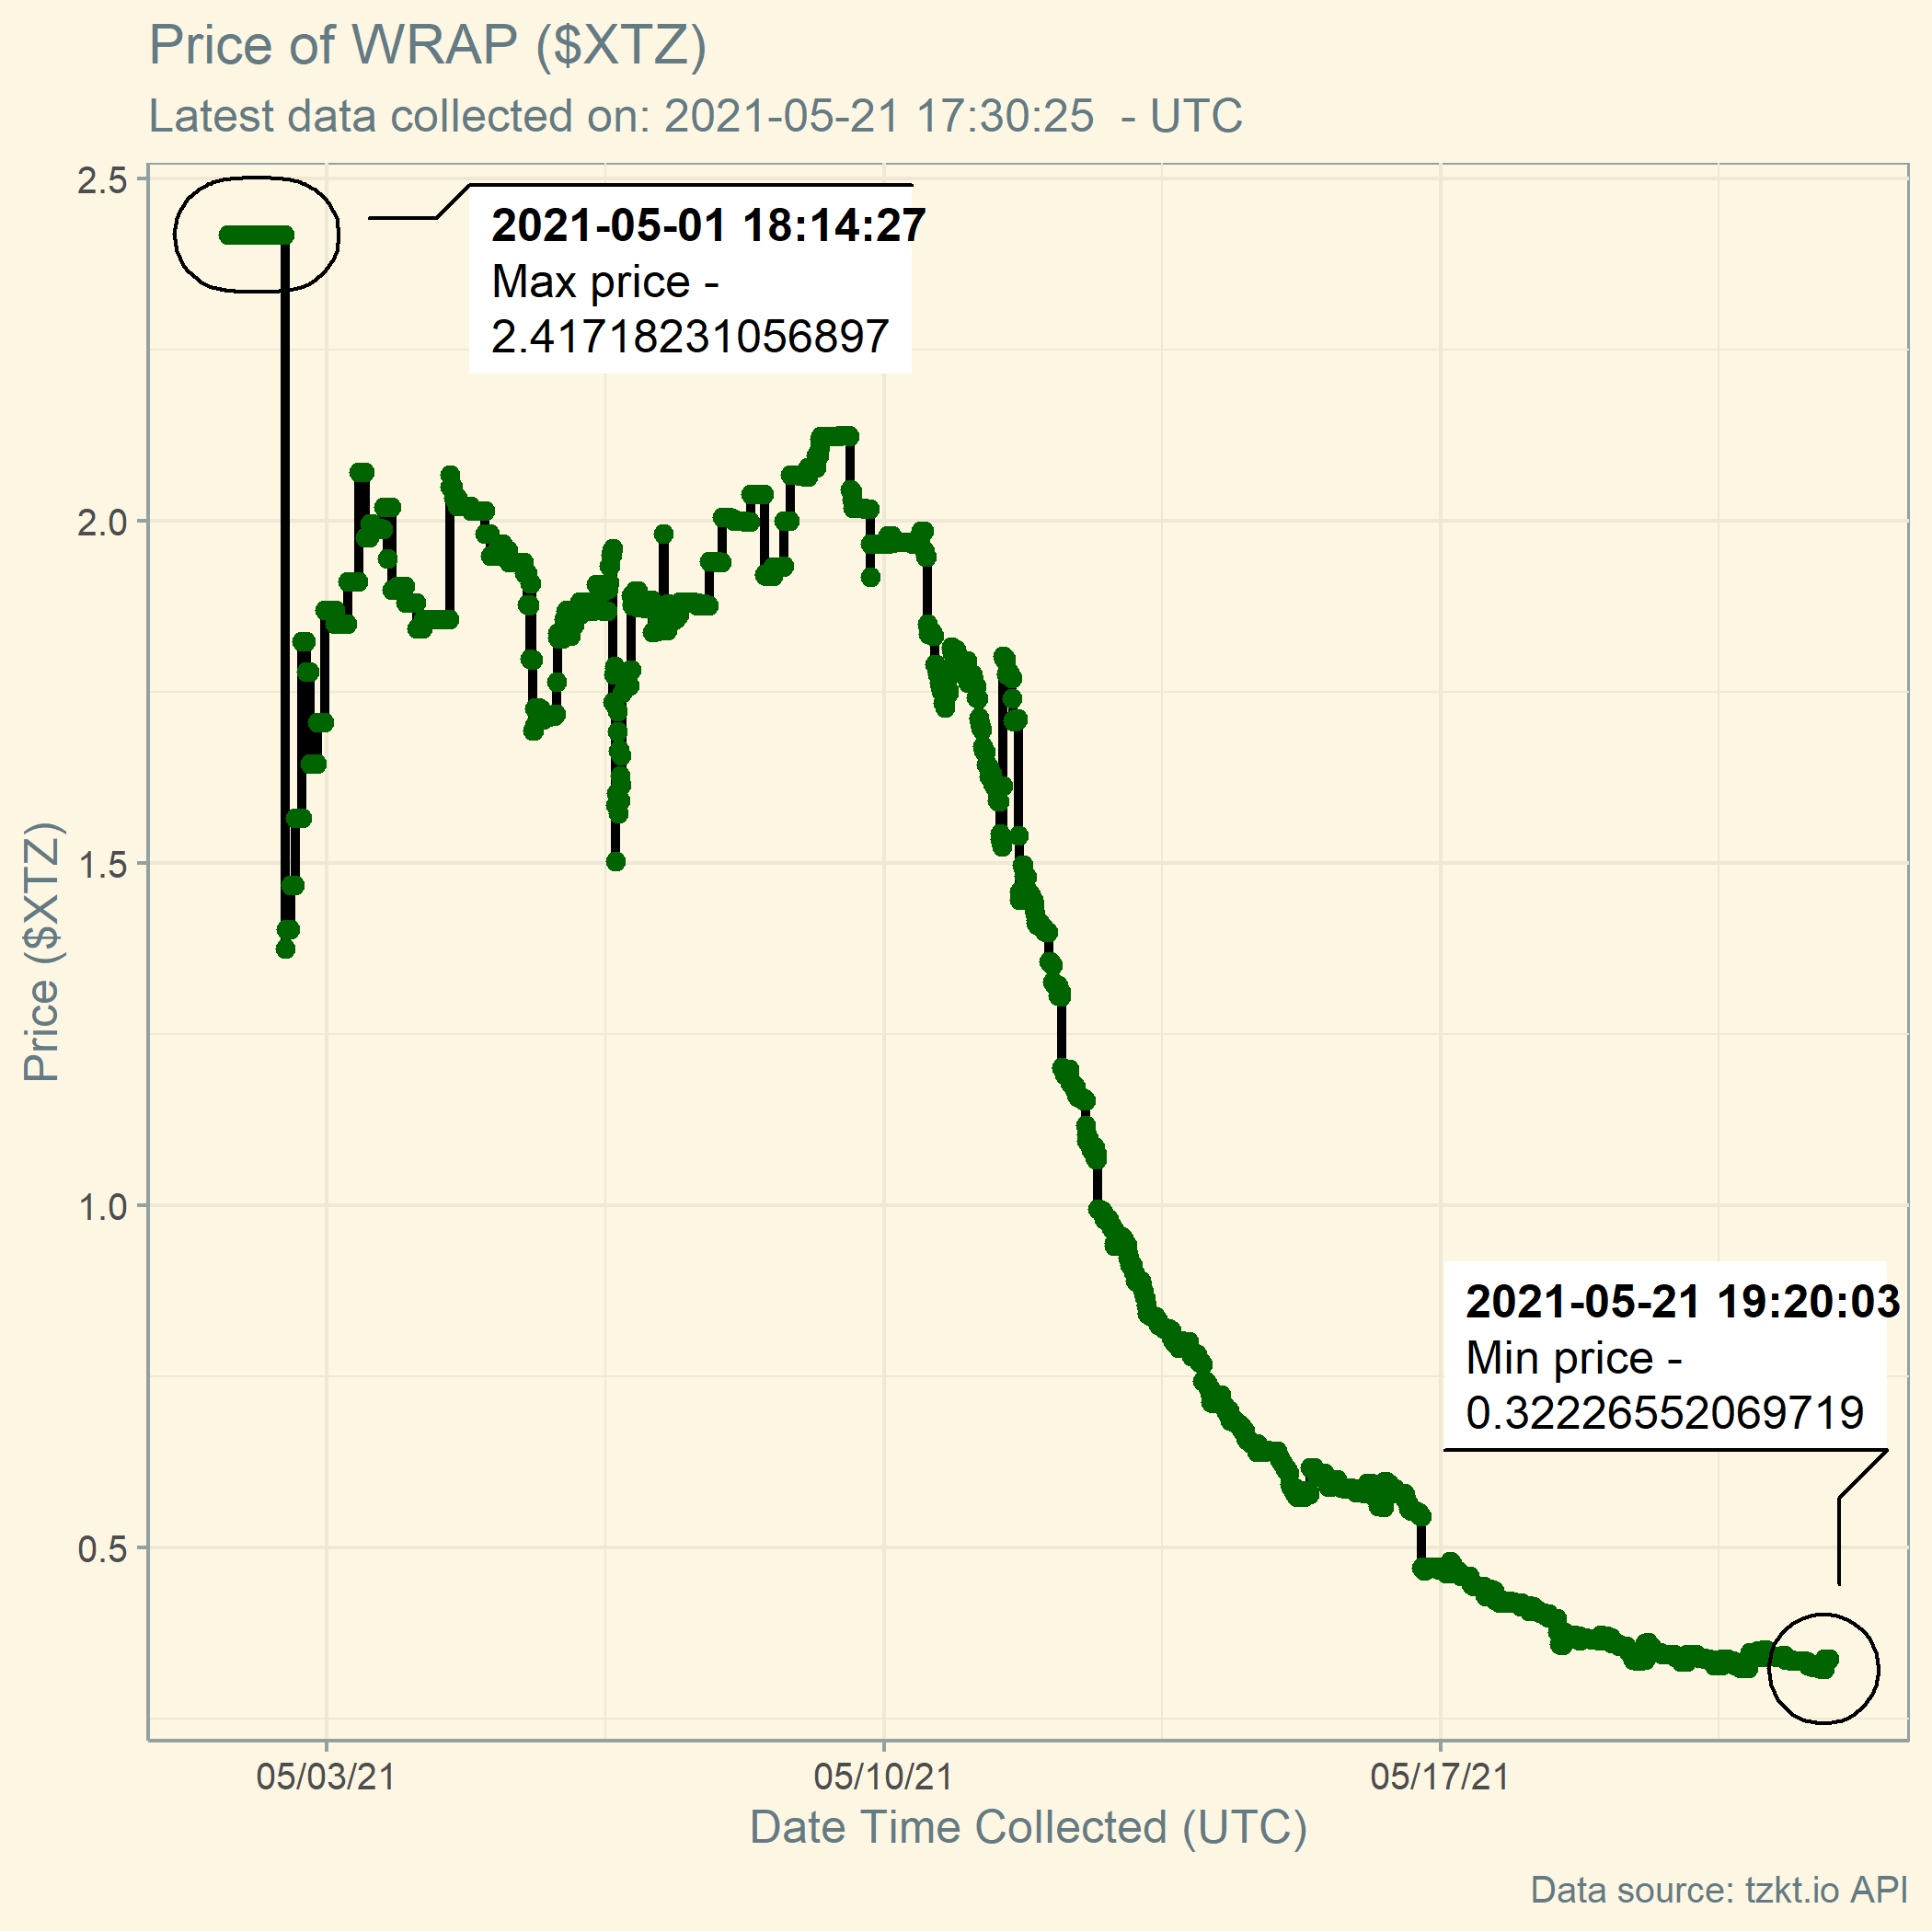 Price of WRAP ($XTZ)
Latest data collected on: 2021-05-21 17:30:25  - UTC
2.5
2021-05-01 18:14:27
Max price -
2.41718231056897
2.0
1.5
Price ($XTZ)
1.0
2021-05-21 19:20:03
Min price -
0.32226552069719
0.5
05/03/21
05/10/21
05/17/21
Date Time Collected (UTC)
Data source: tzkt.io API